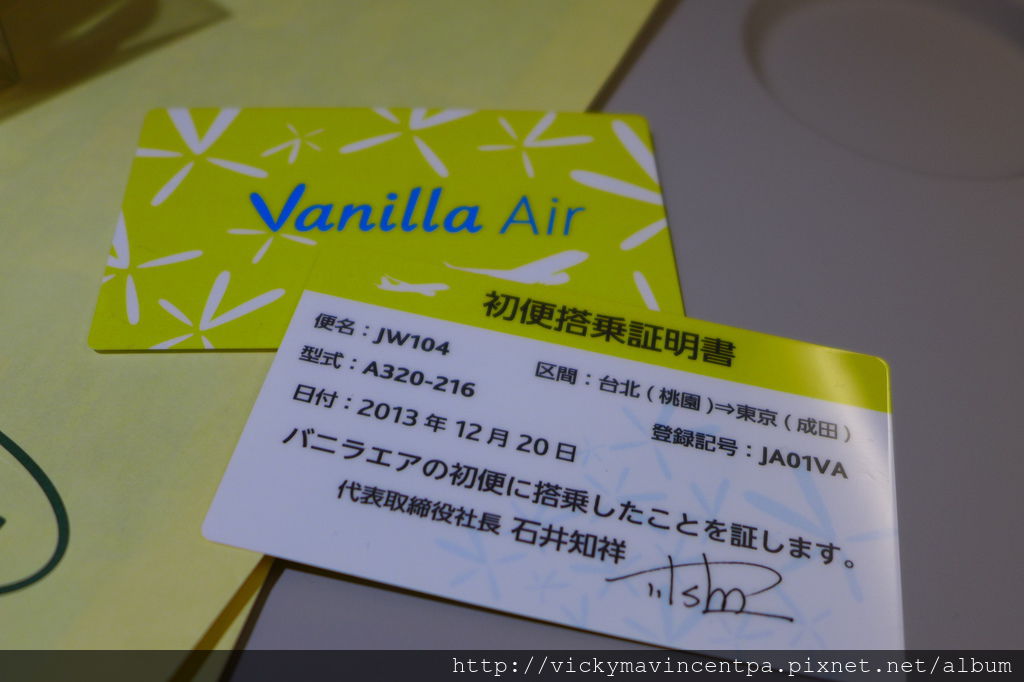 Vanilla Air
初便搭乗証明書
便名：JW104
区間：台北(桃園)⇒東京(成田)
型式：A320-216
登録記号：JA01VA
日付：2013年12月20日
バニラエアの初便に搭乗したことを証します。
代表取締役社長 石井知祥
http://vickymavincentpa.pixnet.net/album